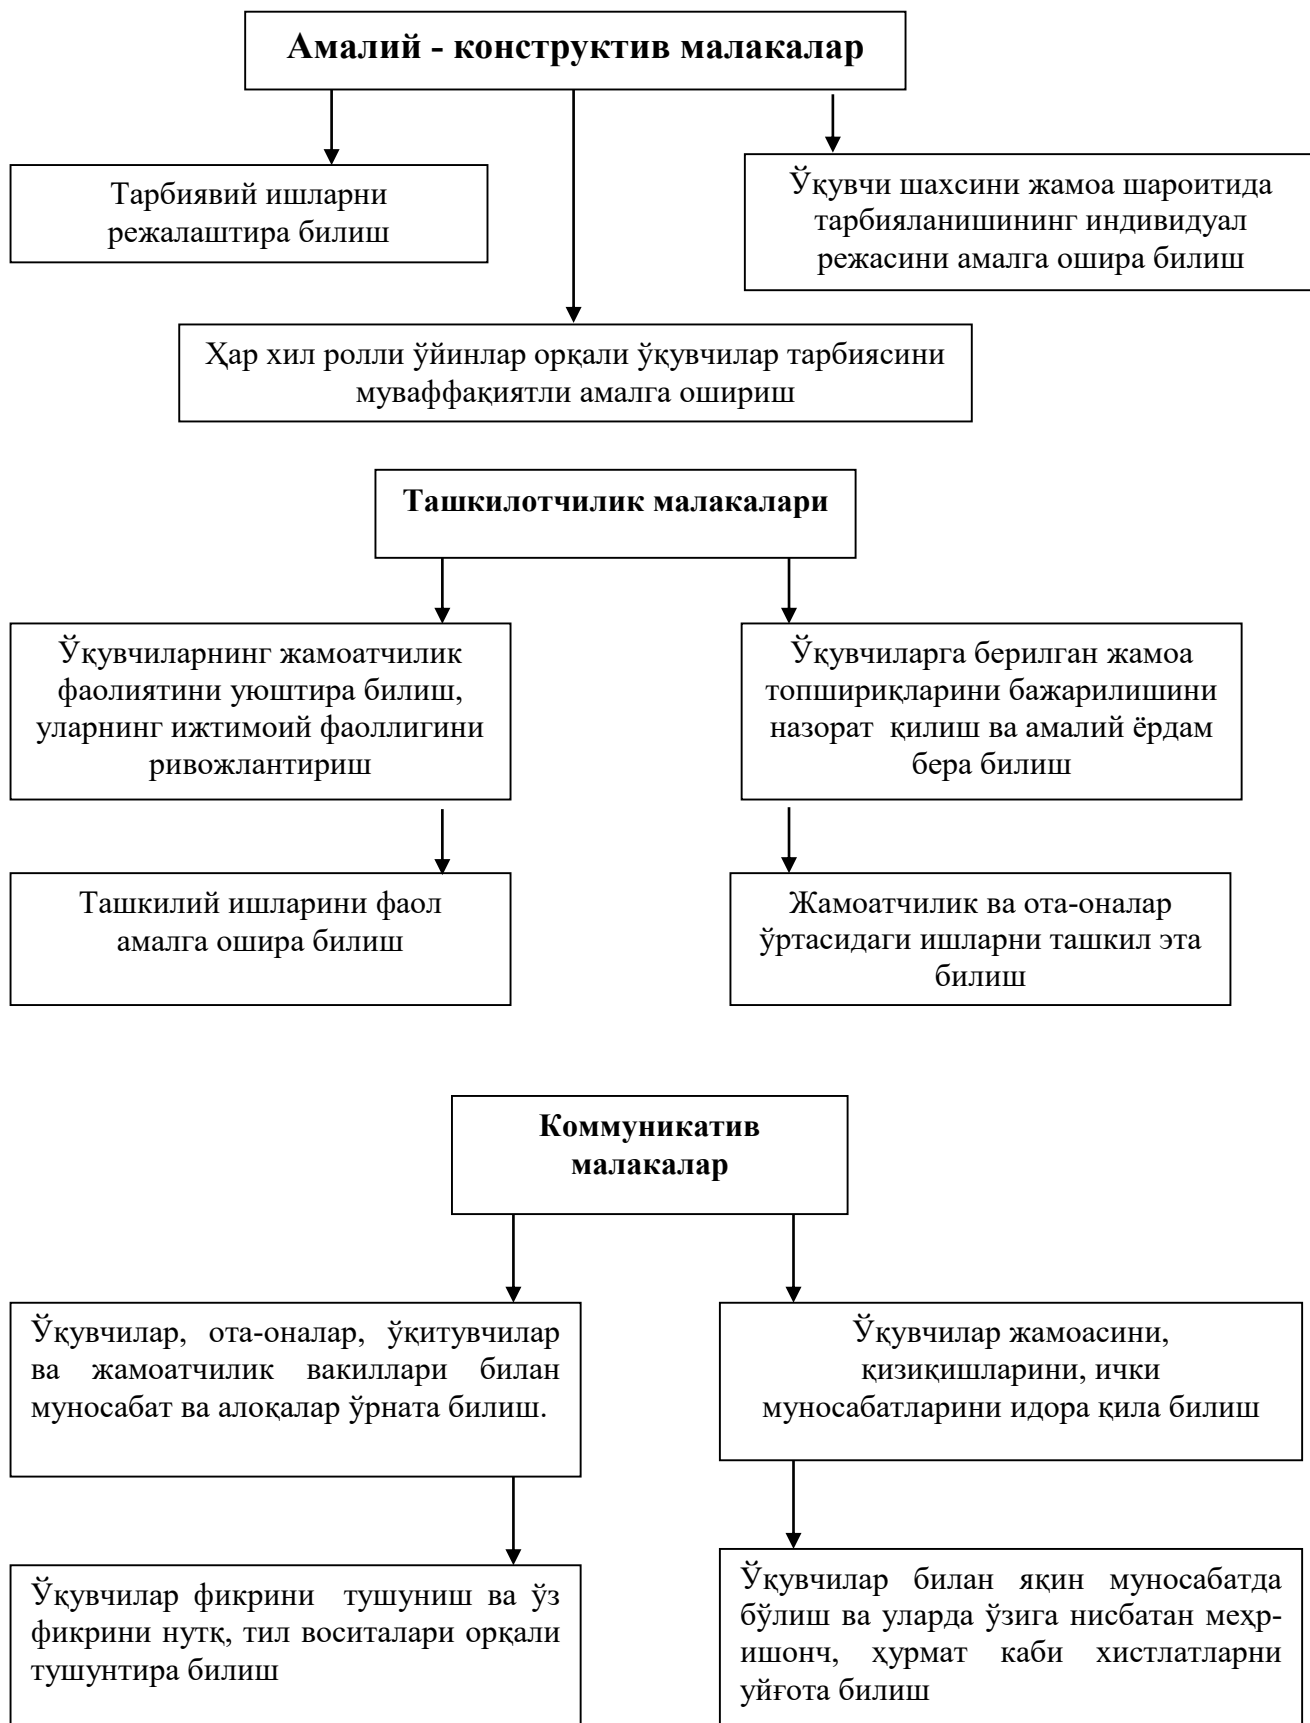 Амалий - конструктив малакалар
Тарбиявий ишларни
режалаштира билиш
Ўқувчи шахсини жамоа шароитида
тарбияланишининг индивидуал
режасини амалга ошира билиш
Ҳар хил ролли ўйинлар орқали ўқувчилар тарбиясини
муваффақиятли амалга ошириш
Ташкилотчилик малакалари
Ўқувчиларнинг жамоатчилик
фаолиятини уюштира билиш,
уларнинг ижтимоий фаоллигини
ривожлантириш
Ўқувчиларга берилган жамоа
топшириқларини бажарилишини
назорат қилиш ва амалий ёрдам
бера билиш
Ташкилий ишларини фаол
амалга ошира билиш
Жамоатчилик ва ота-оналар
ўртасидаги ишларни ташкил эта
билиш
Коммуникатив
малакалар
Ўқувчилар, ота-оналар, ўқитувчилар
ва жамоатчилик вакиллари билан
муносабат ва алоқалар ўрната билиш.
Ўқувчилар жамоасини,
қизиқишларини, ички
муносабатларини идора қила билиш
Ўқувчилар фикрини тушуниш ва ўз
фикрини нутқ, тил воситалари орқали
тушунтира билиш
Ўқувчилар билан яқин муносабатда
бўлиш ва уларда ўзига нисбатан меҳр-
ишонч, ҳурмат каби хистлатларни
уйғота билиш